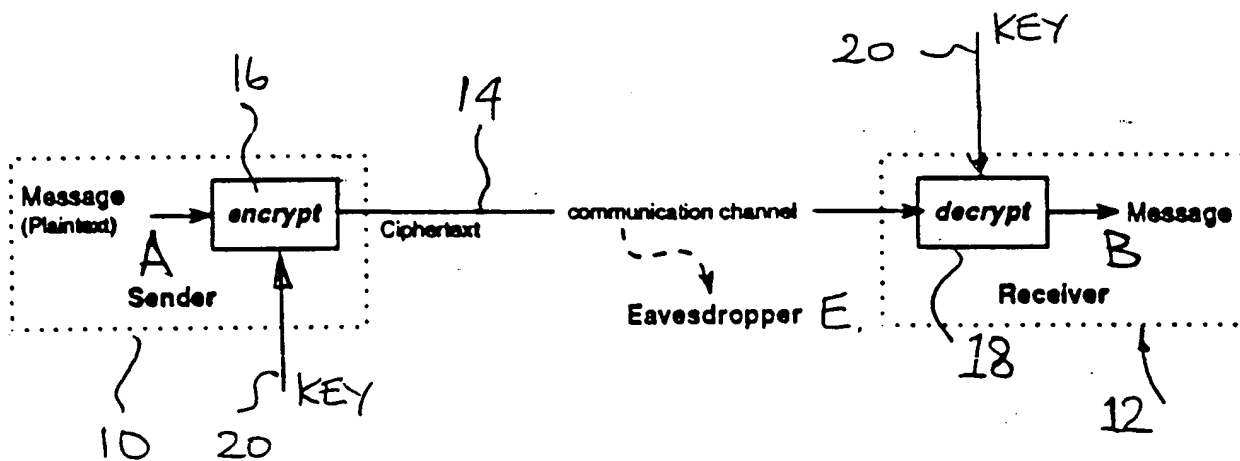 20 KEY
16
14
Message
(Plaintext)
encrypt
Ciphertext
communication channel
decrypt
Message
A
B
Sender
Eavesdropper E.
Receiver
18
12
KEY
10
20